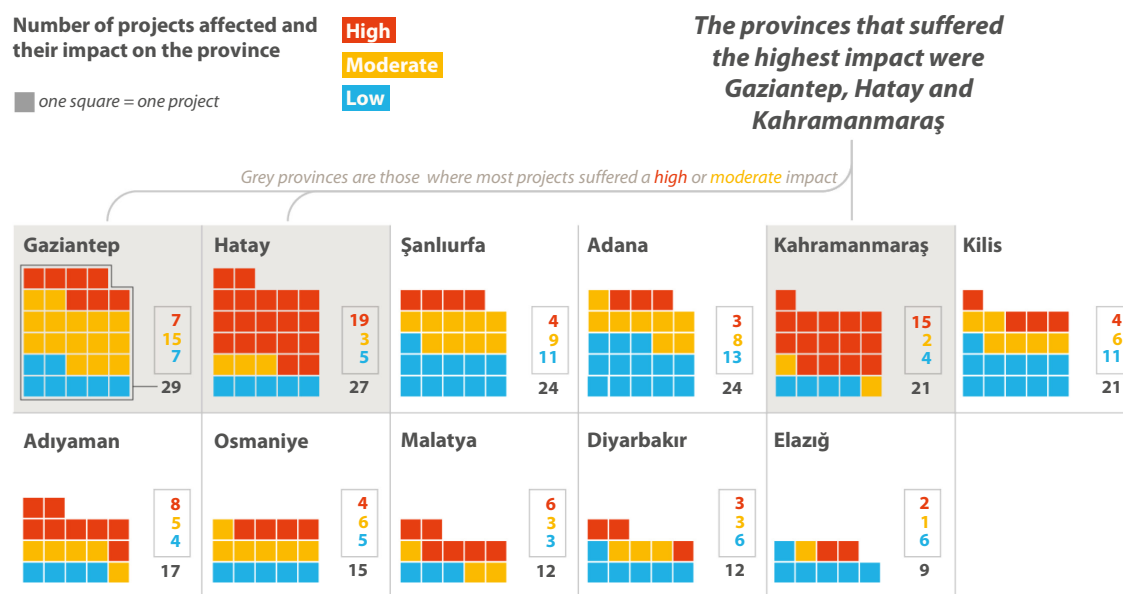 Number of projects affected and
their impact on the province
one square = one project
High
Moderate
Low
The provinces that suffered
the highest impact were
Gaziantep, Hatay and
Kahramanmaraş
Grey provinces are those where most projects suffered a high or moderate impact
Gaziantep
7
15
7
29
Hatay
19
3
5
27
Şanlıurfa
4
9
11
24
Adana
3
8
13
24
Kahramanmaraş
15
2
4
21
Kilis
4
6
11
21
Adıyaman
8
5
4
17
Osmaniye
4
6
5
15
Malatya
6
3
3
12
Diyarbakır
3
3
6
12
Elazığ
2
1
6
9